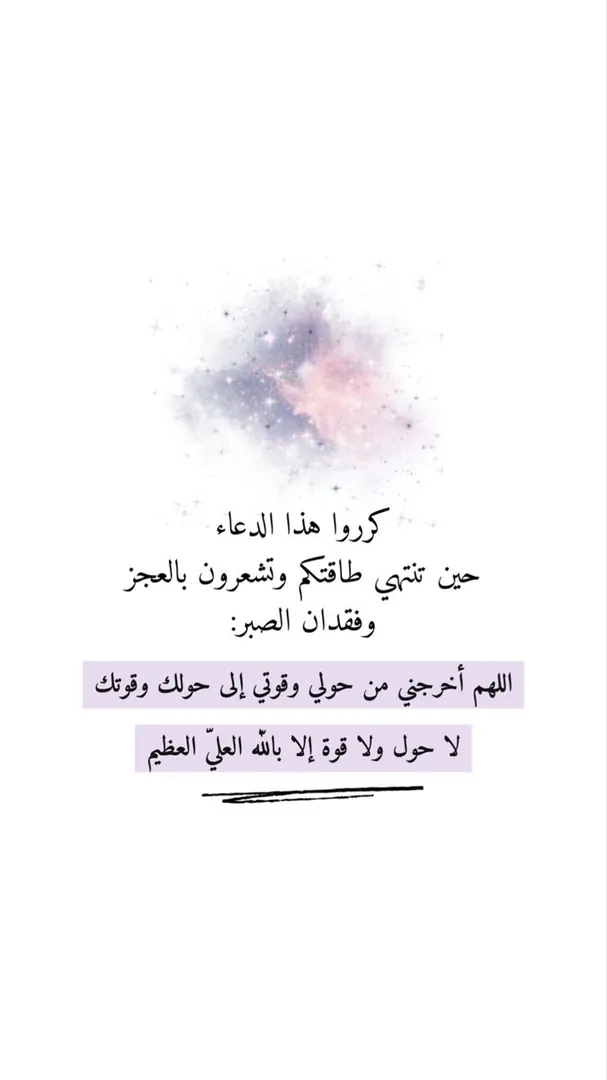 كرروا هذا الدعاء
حين تنتهي طاقتكم وتشعرون بالعجز
وفقدان الصبر:
اللهم أخرجني من حولي وقوتي إلى حولك وقوتك
لا حول ولا قوة إلا بالله العليّ العظيم